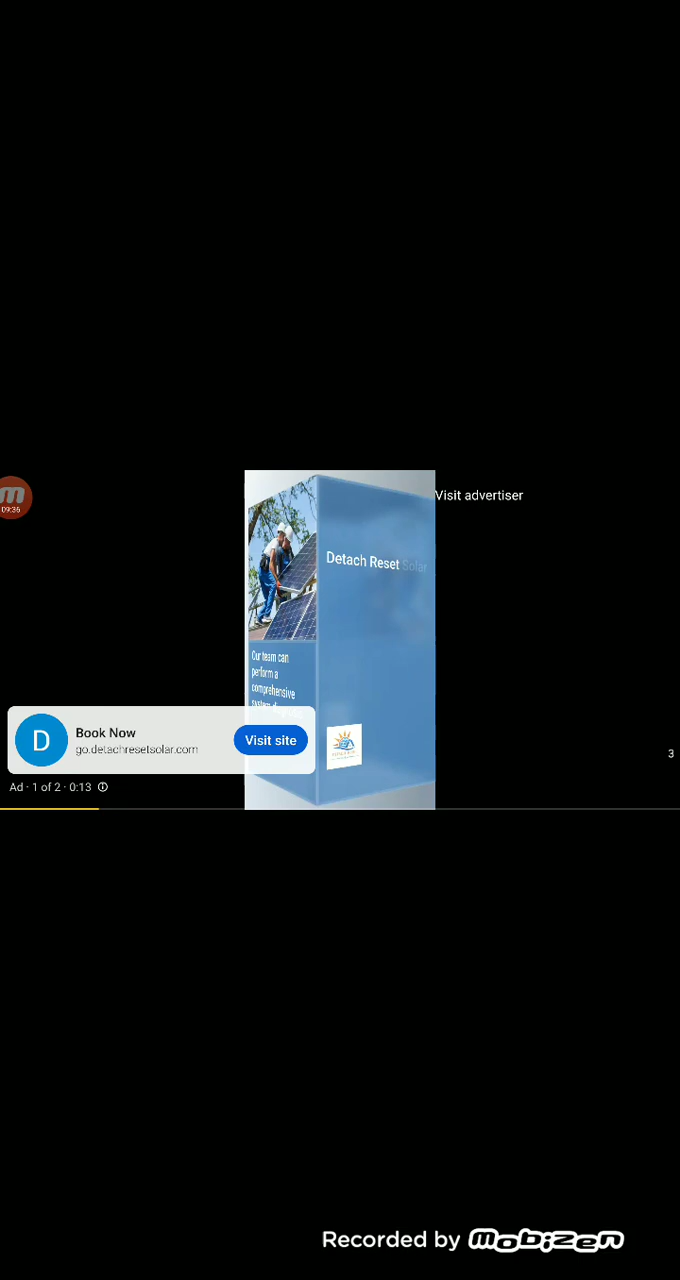 Visit advertiser
09:36
Detach Reset Solar
Our team can
perform a
comprehensive
system
D
Book Now
go.detachresetsolar.com
Visit site
3
Ad · 1 of 2 · 0:13
Recorded by mobizen